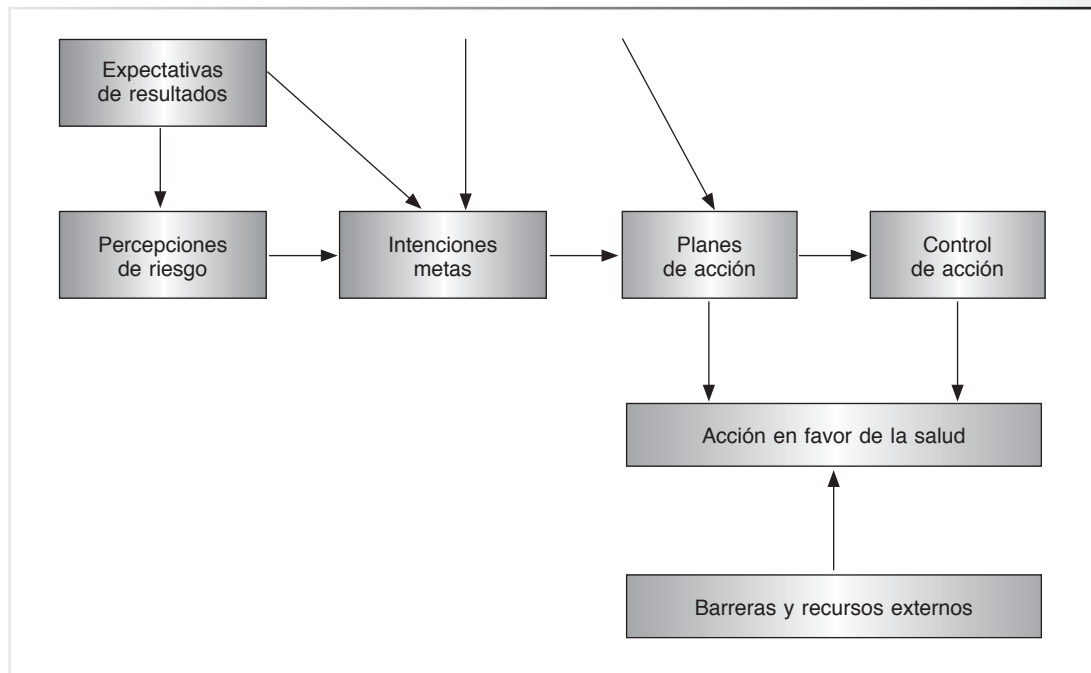 Expectativas
de resultados
Percepciones
de riesgo
Intenciones
metas
Planes
de acción
Control
de acción
Acción en favor de la salud
Barreras y recursos externos